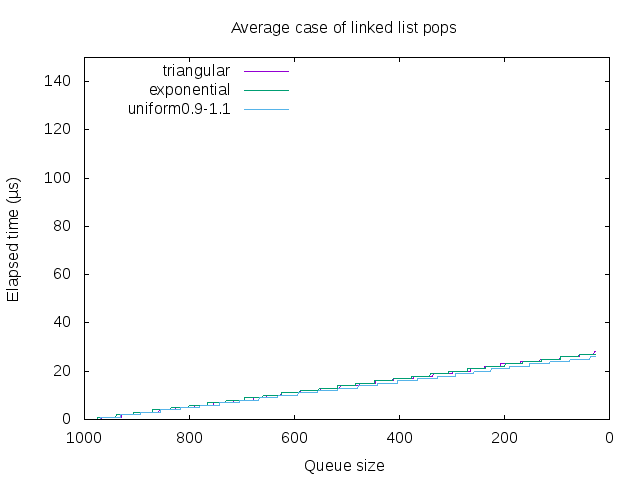 Average case of linked list pops
triangular
exponential
uniform0.9-1.1
Elapsed time (µs)
140
120
100
80
60
40
20
0
1000 800 600 400 200 0
Queue size